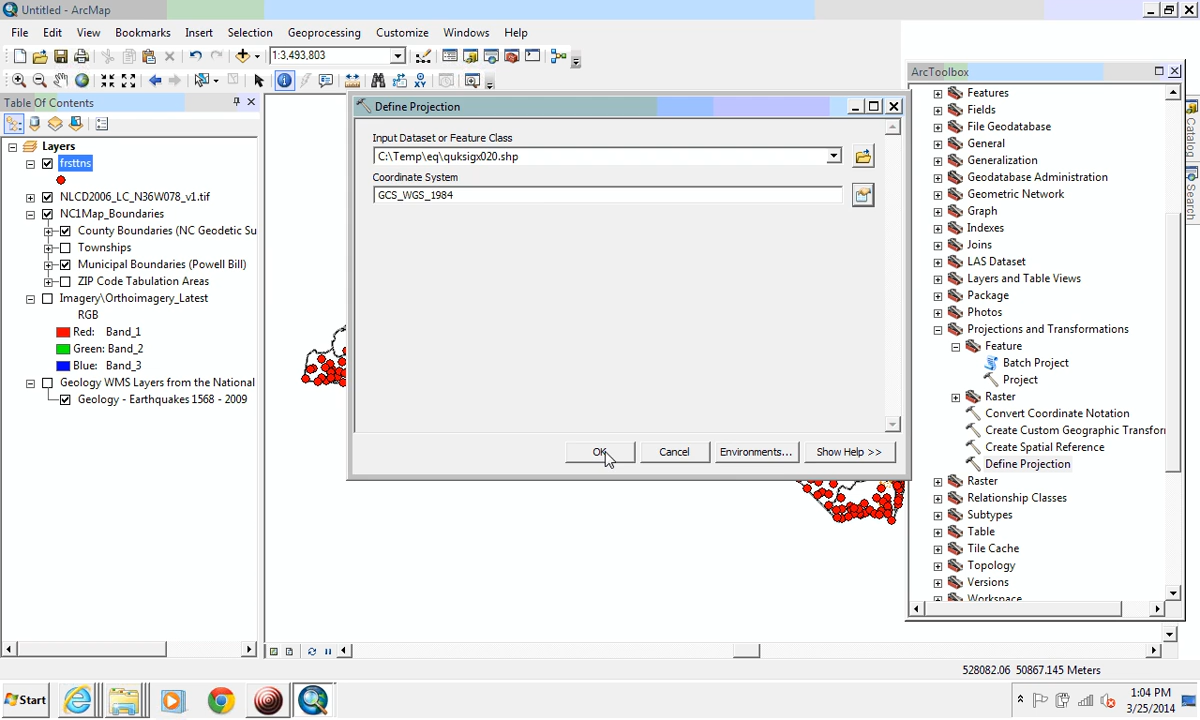 Untitled - ArcMap
File Edit View Bookmarks Insert Selection Geoprocessing Customize Windows Help
1:3,493,803
Table Of Contents
Layers
frsttns
NLCD2006_LC_N36W078_v1.tif
NC1Map_Boundaries
County Boundaries (NC Geodetic Su
Townships
Municipal Boundaries (Powell Bill)
ZIP Code Tabulation Areas
Imagery\Orthoimagery_Latest
RGB
Red: Band_1
Green: Band_2
Blue: Band_3
Geology WMS Layers from the National
Geology - Earthquakes 1568 - 2009
Define Projection
Input Dataset or Feature Class
C:\Temp\eq\quksigx020.shp
Coordinate System
GCS_WGS_1984
OK Cancel Environments... Show Help >>
ArcToolbox
Features
Fields
File Geodatabase
General
Generalization
Geodatabase Administration
Geometric Network
Graph
Indexes
Joins
LAS Dataset
Layers and Table Views
Package
Photos
Projections and Transformations
Feature
Batch Project
Project
Raster
Convert Coordinate Notation
Create Custom Geographic Transfor
Create Spatial Reference
Define Projection
Raster
Relationship Classes
Subtypes
Table
Tile Cache
Topology
Versions
Workspace
Catalog
Search
528082.06 50867.145 Meters
Start
1:04 PM
3/25/2014